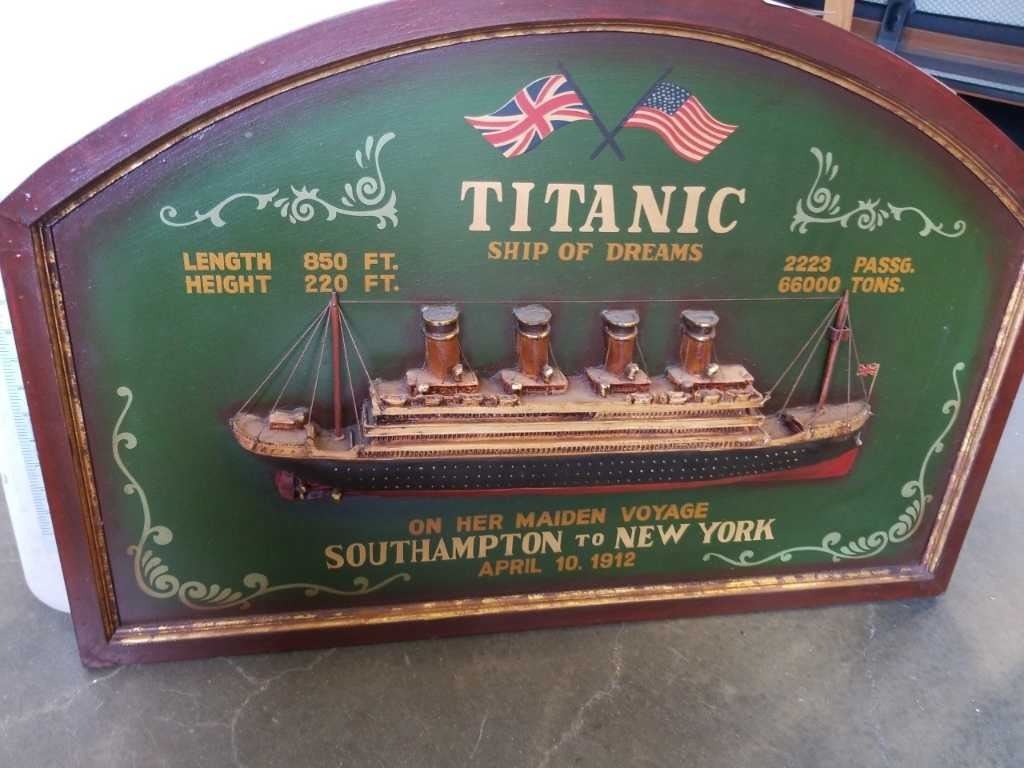 TITANIC
SHIP OF DREAMS
LENGTH 850 FT.
HEIGHT 220 FT.
2223 PASSG.
66000 TONS.
ON HER MAIDEN VOYAGE
SOUTHAMPTON TO NEW YORK
APRIL 10. 1912